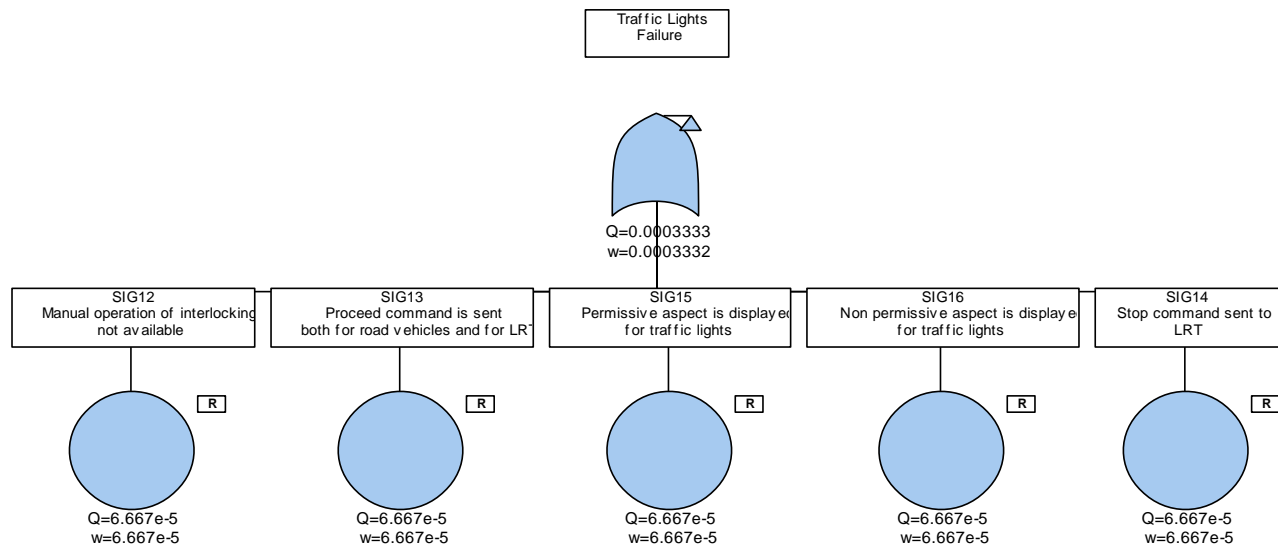 Traffic Lights
Failure
Q=0.0003333
w=0.0003332
SIG12
Manual operation of interlocking
not available
SIG13
Proceed command is sent
both for road vehicles and for LRT
SIG15
Permissive aspect is displaye
for traffic lights
SIG16
Non permissive aspect is displaye
for traffic lights
SIG14
Stop command sent to
LRT
R
R
R
R
R
Q=6.667e-5
w=6.667e-5
Q=6.667e-5
w=6.667e-5
Q=6.667e-5
w=6.667e-5
Q=6.667e-5
w=6.667e-5
Q=6.667e-5
w=6.667e-5